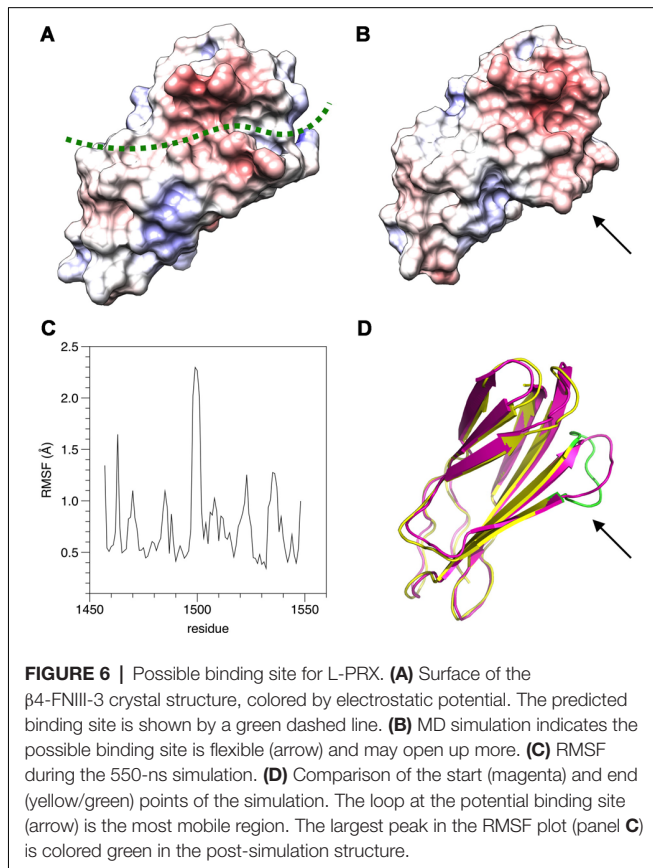 A
B
C
D
2.5
2.0
1.5
1.0
0.5
RMSF (Å)
1450
1500
1550
residue
FIGURE 6 | Possible binding site for L-PRX. (A) Surface of the
β4-FNIII-3 crystal structure, colored by electrostatic potential. The predicted
binding site is shown by a green dashed line. (B) MD simulation indicates the
possible binding site is flexible (arrow) and may open up more. (C) RMSF
during the 550-ns simulation. (D) Comparison of the start (magenta) and end
(yellow/green) points of the simulation. The loop at the potential binding site
(arrow) is the most mobile region. The largest peak in the RMSF plot (panel C)
is colored green in the post-simulation structure.